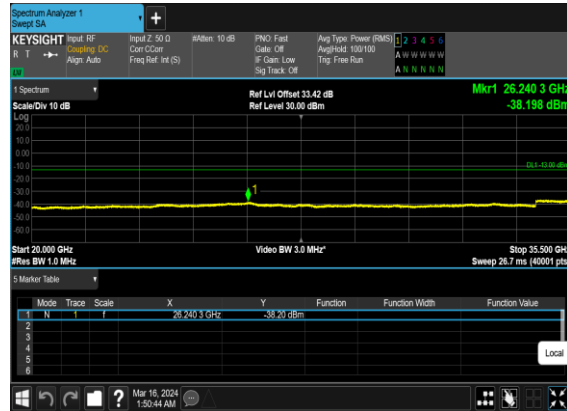 Spectrum Analyzer 1
Swept SA
+
KEYSIGHT Input: RF Input Z: 50 Ω #Atten: 10 dB PNO: Fast Avg Type: Power (RMS) 1 2 3 4 5 6
R T Coupling: DC Corr CCorr Gate: Off Avg|Hold: 100/100 A W W W W W
Align: Auto Freq Ref: Int (S) IF Gain: Low Trig: Free Run A N N N N N
Sig Track: Off
LXI
1 Spectrum Ref Lvl Offset 33.42 dB Mkr1 26.240 3 GHz
Scale/Div 10 dB Ref Level 30.00 dBm -38.198 dBm
Log
20.0
10.0
0.00
-10.0 DL1 -13.00 dBm
-20.0
-30.0 1
-40.0
-50.0
-60.0
Start 20.000 GHz Video BW 3.0 MHz* Stop 35.500 GHz
#Res BW 1.0 MHz Sweep 26.7 ms (40001 pts)
5 Marker Table
Mode Trace Scale X Y Function Function Width Function Value
1 N 1 f 26.240 3 GHz -38.20 dBm
2
3
4
5
6
Local
? Mar 16, 2024
1:50:44 AM